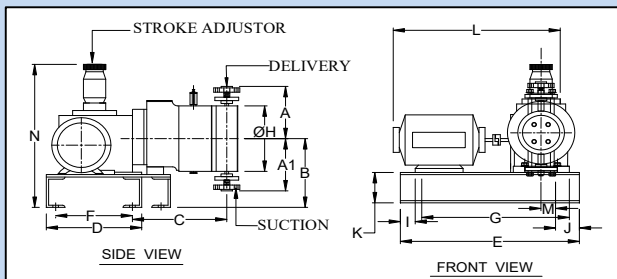 STROKE ADJUSTOR
DELIVERY
N
ØH
A
A1
B
SUCTION
F
C
D
SIDE VIEW
L
K
I
M
J
G
E
FRONT VIEW